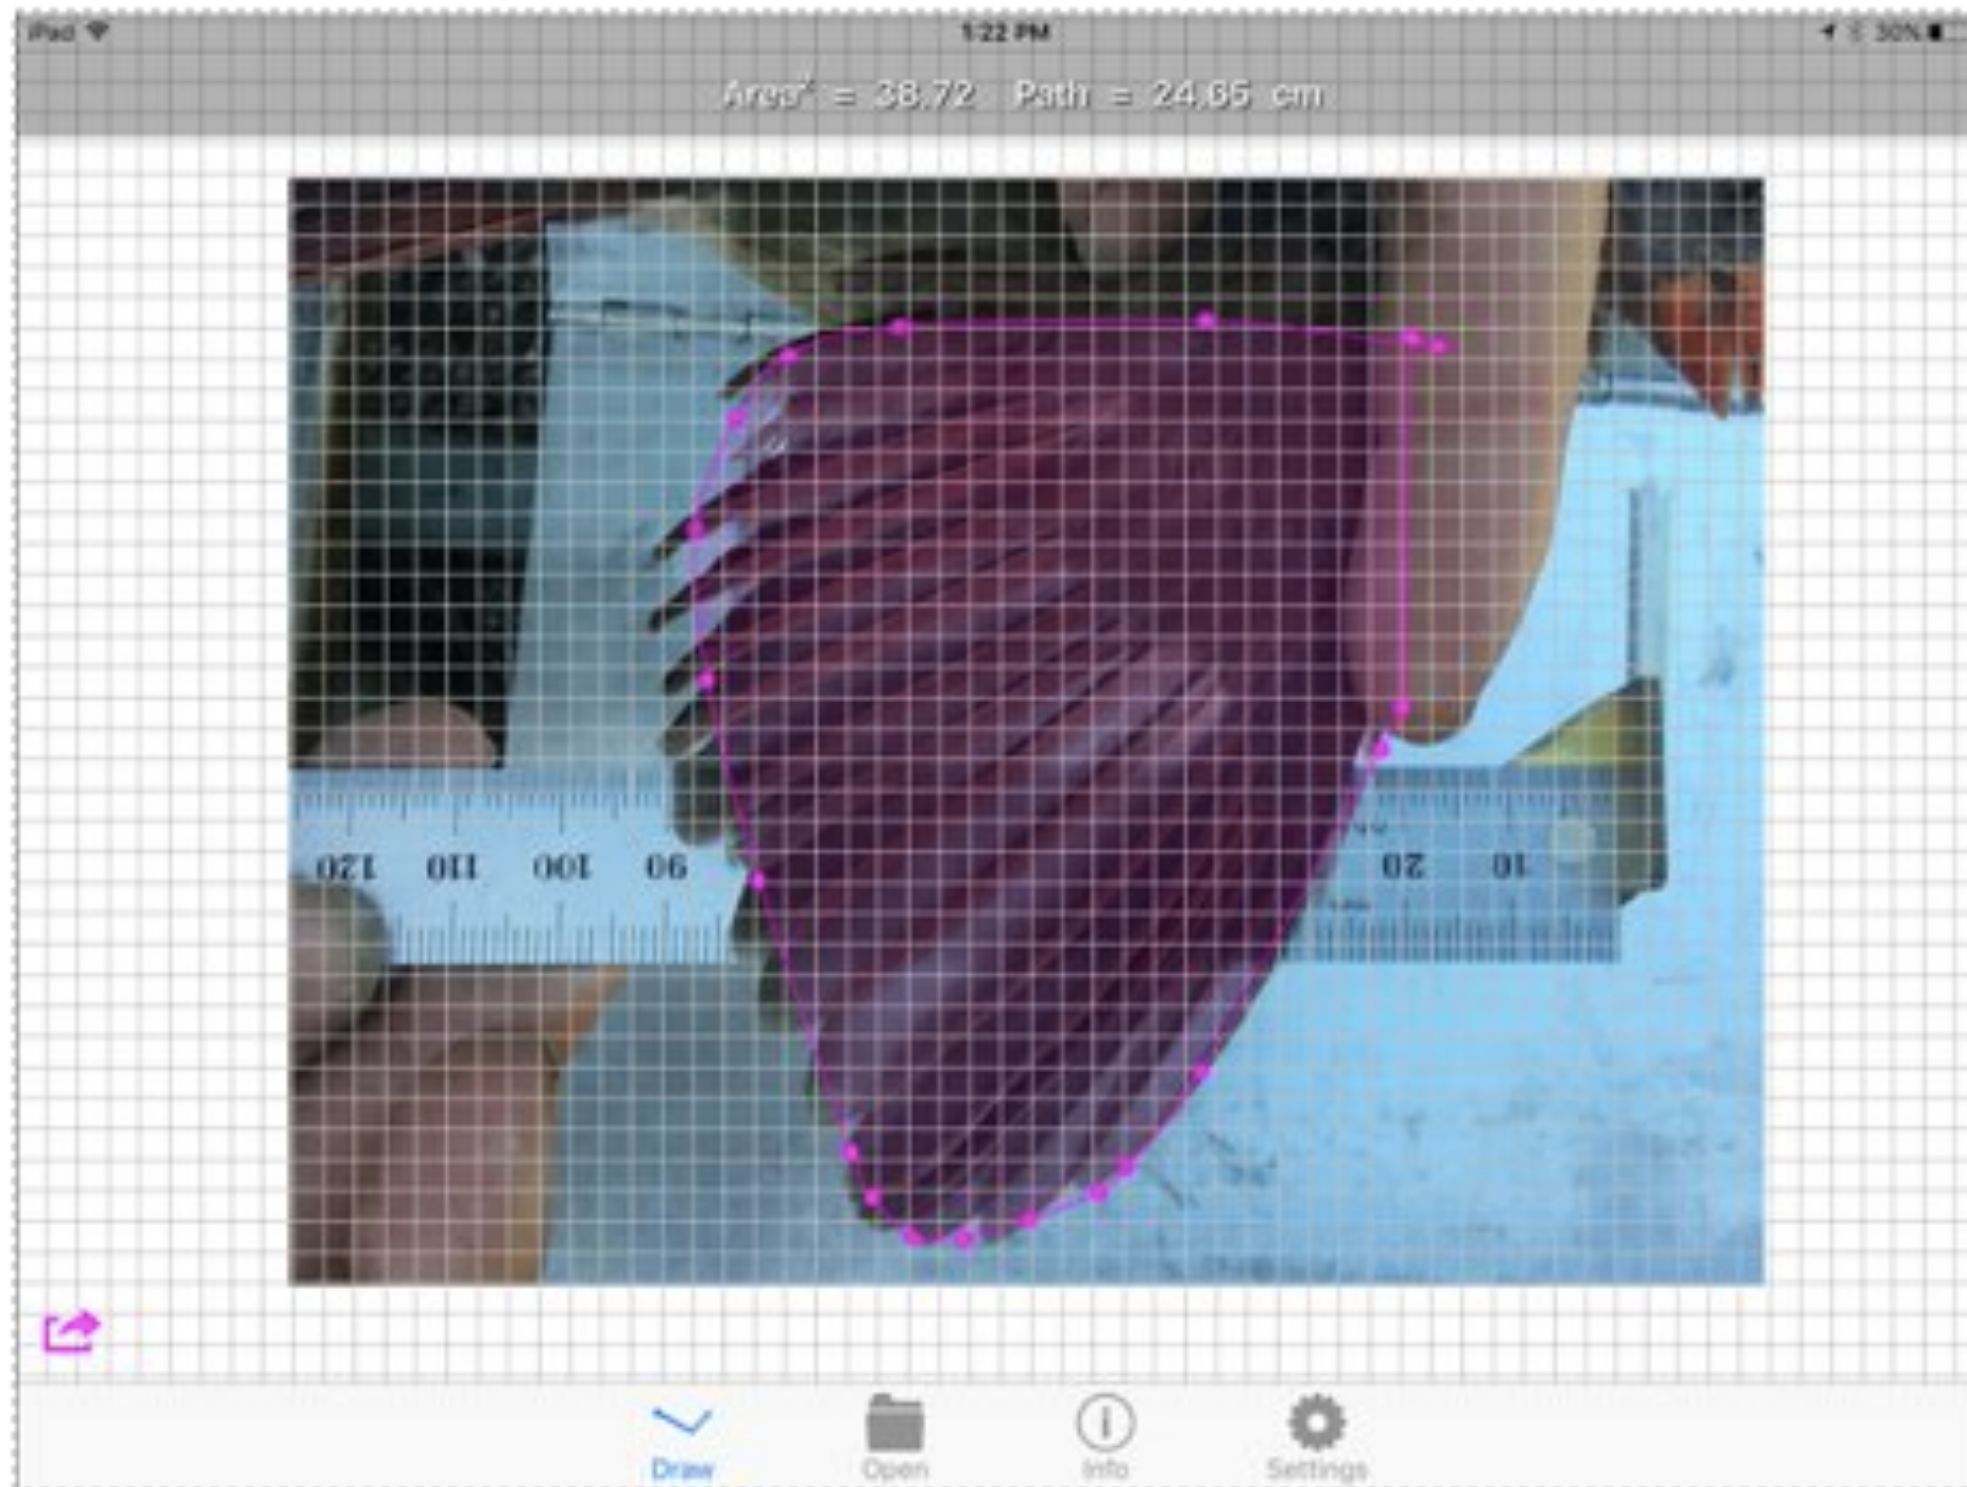 iPad 1:22 PM 30%
Area² = 38.72 Path = 24.65 cm
120 110 100 90 20 10
Draw Open Info Settings